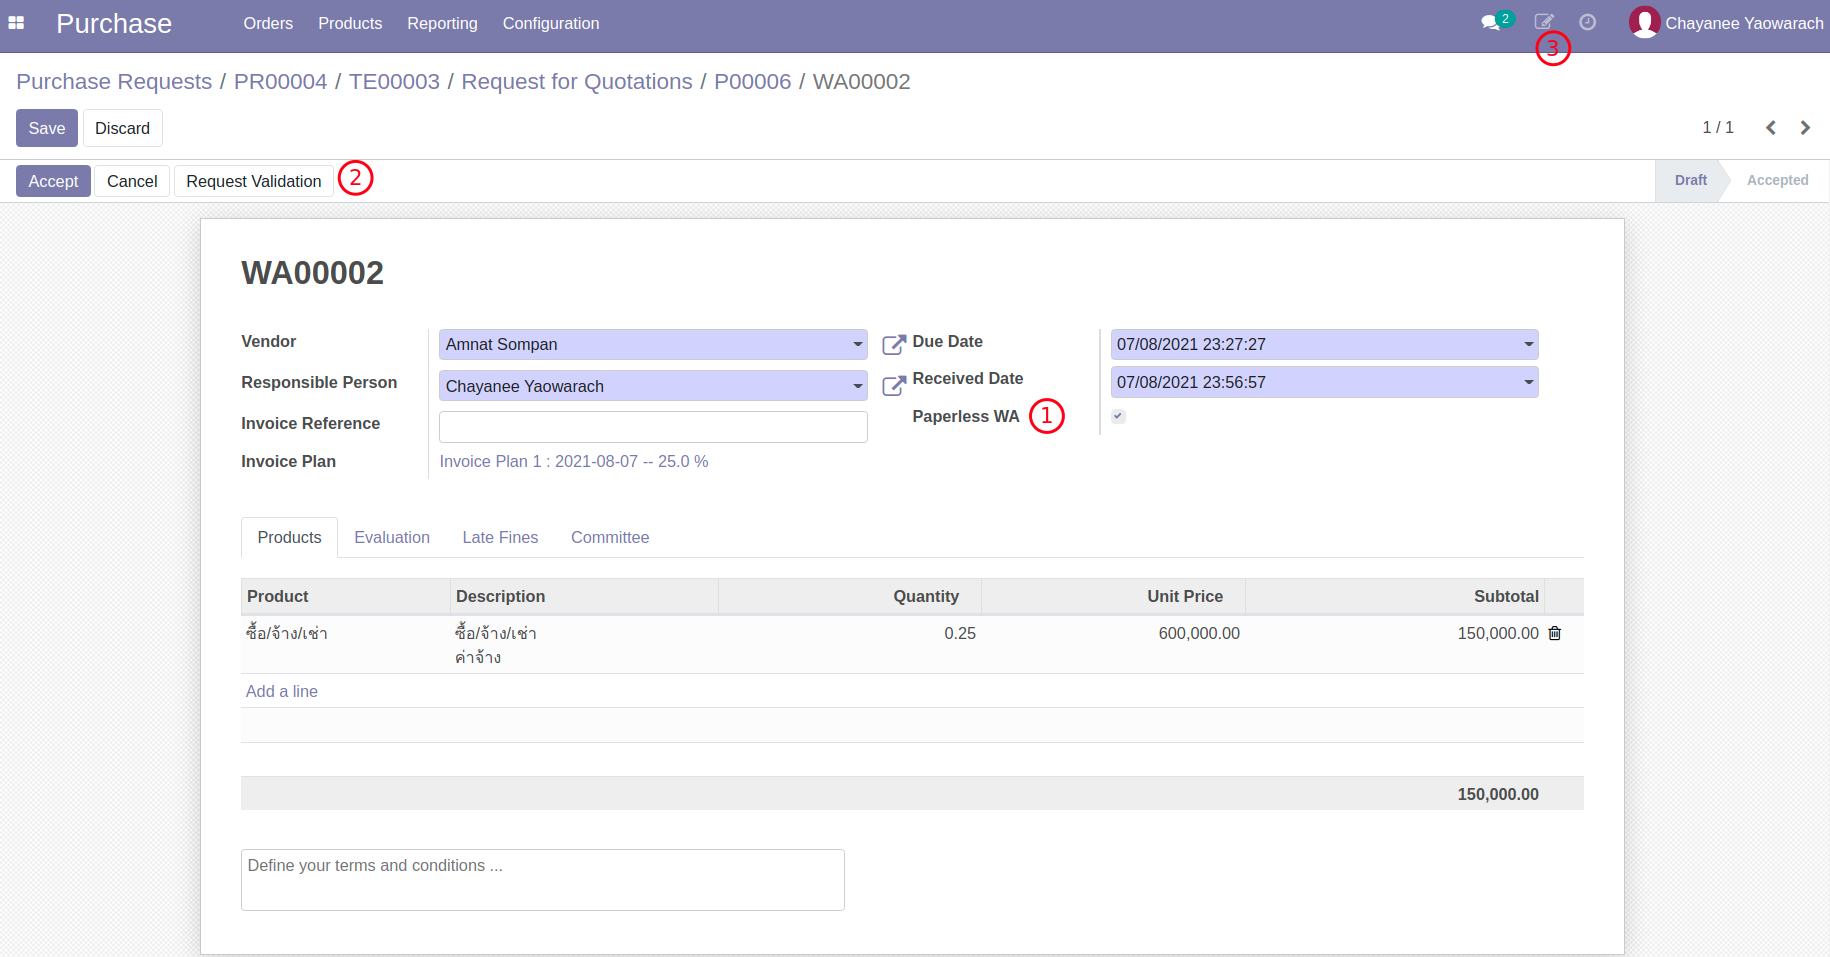 Purchase Orders Products Reporting Configuration 2 Chayanee Yaowarach
3
Purchase Requests / PR00004 / TE00003 / Request for Quotations / P00006 / WA00002
Save Discard 1 / 1
Accept Cancel Request Validation 2 Draft Accepted
WA00002
Vendor Amnat Sompan Due Date 07/08/2021 23:27:27
Responsible Person Chayanee Yaowarach Received Date 07/08/2021 23:56:57
Invoice Reference Paperless WA 1
Invoice Plan Invoice Plan 1 : 2021-08-07 -- 25.0 %
Products Evaluation Late Fines Committee
Product Description Quantity Unit Price Subtotal
ซื้อ/จ้าง/เช่า ซื้อ/จ้าง/เช่า 0.25 600,000.00 150,000.00
ค่าจ้าง
Add a line
150,000.00
Define your terms and conditions ...